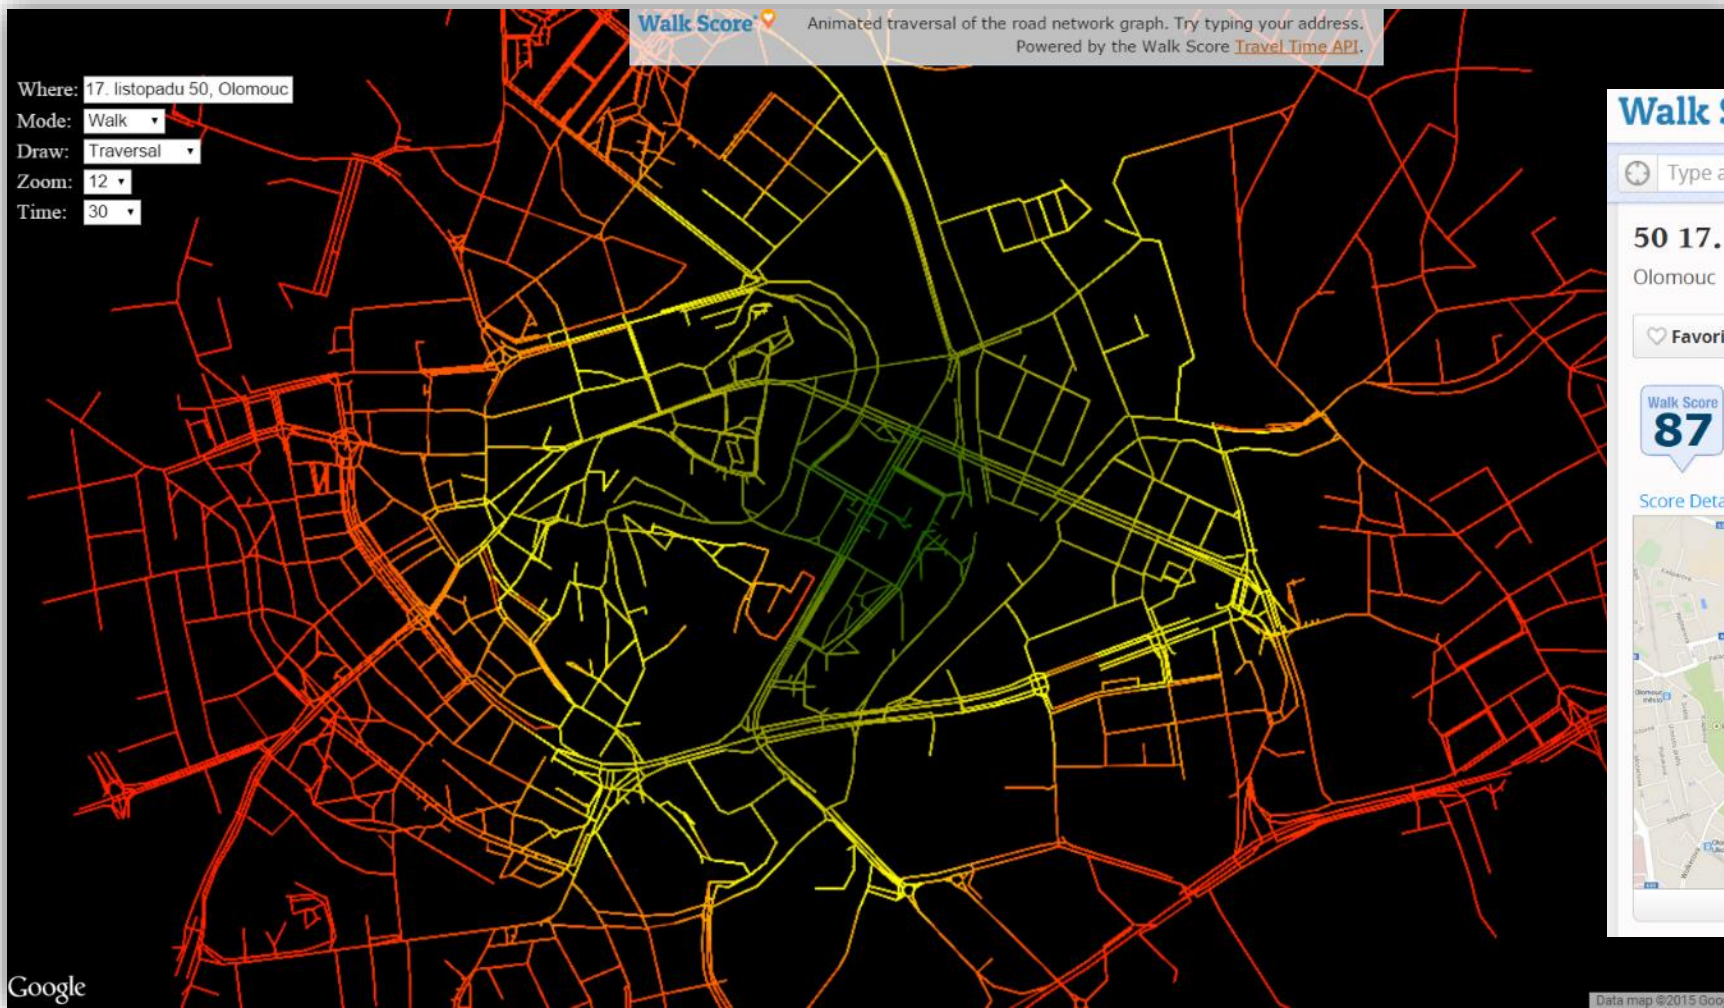 Walk Score
Animated traversal of the road network graph. Try typing your address.
Powered by the Walk Score Travel Time API.
Where: 17. listopadu 50, Olomouc
Mode: Walk
Draw: Traversal
Zoom: 12
Time: 30
Walk S
Type a
50 17.
Olomouc
Favori
Walk Score
87
Score Deta
Google
Data map ©2015 Goo